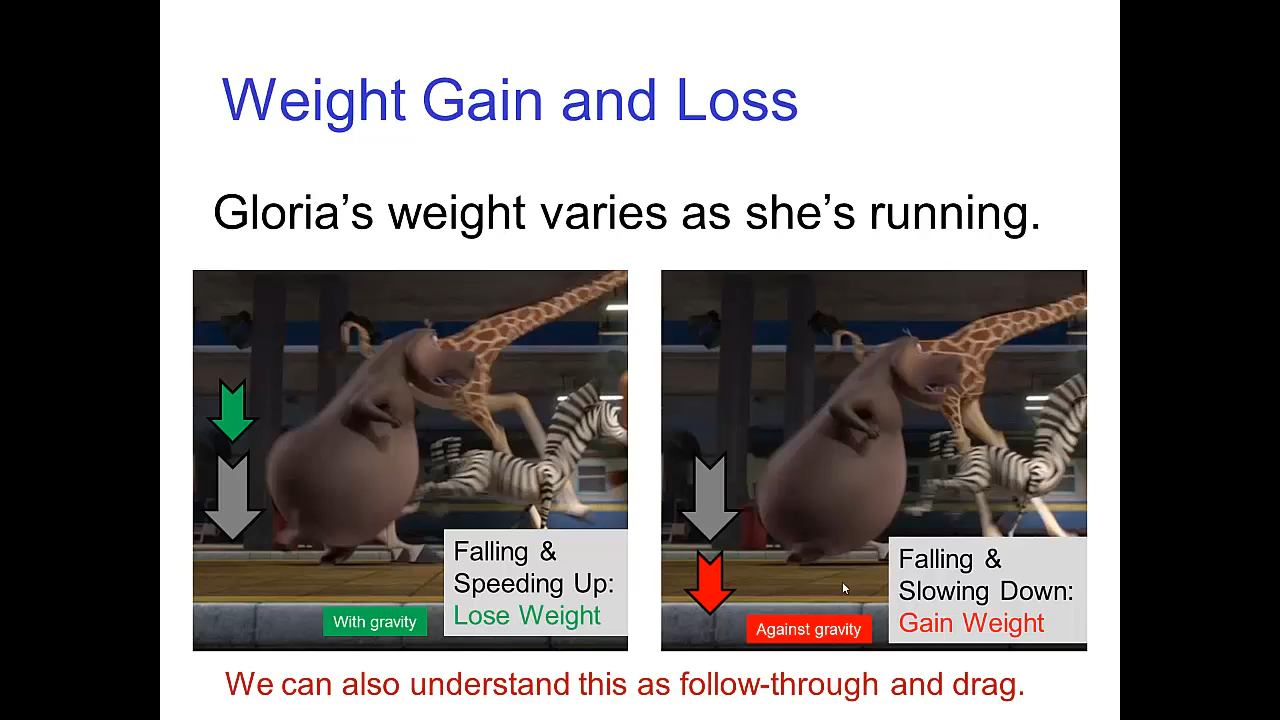 Weight Gain and Loss
Gloria’s weight varies as she’s running.
Falling &
Speeding Up:
Lose Weight
With gravity
Falling &
Slowing Down:
Gain Weight
Against gravity
We can also understand this as follow-through and drag.